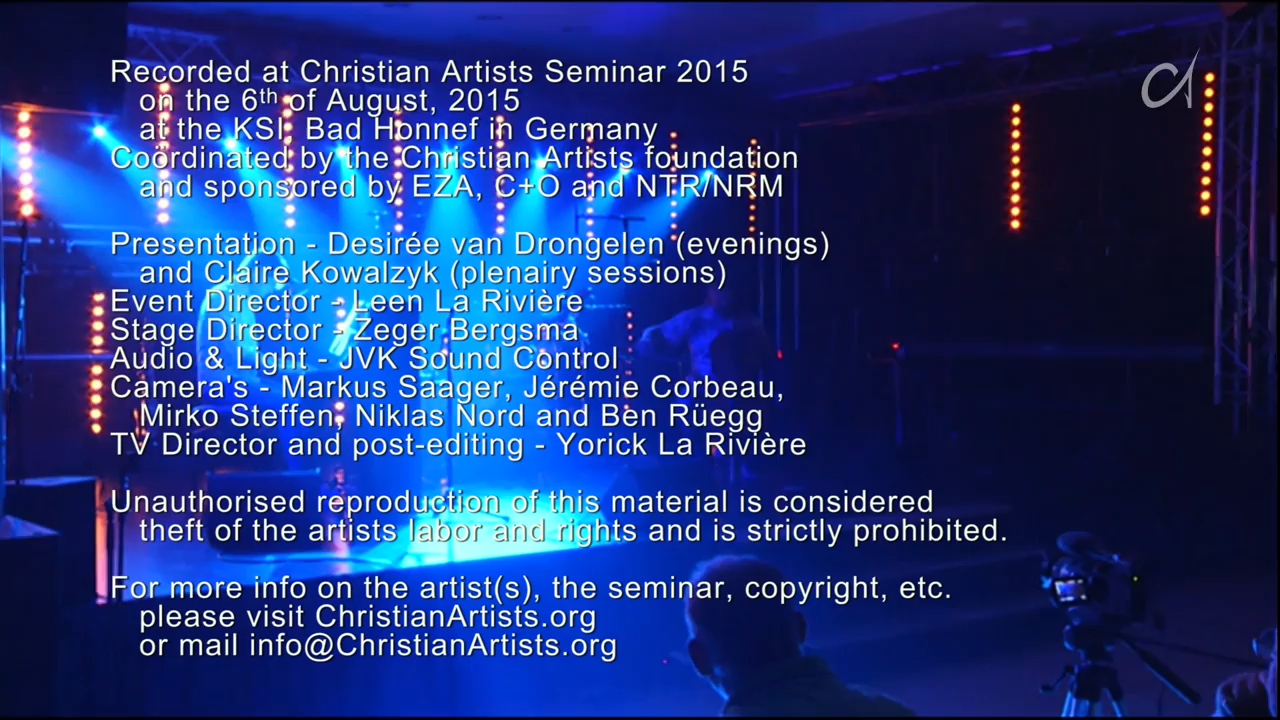 Recorded at Christian Artists Seminar 2015
on the 6th of August, 2015
at the KSI, Bad Honnef in Germany
Coördinated by the Christian Artists foundation
and sponsored by EZA, C+O and NTR/NRM
Presentation - Desirée van Drongelen (evenings)
and Claire Kowalzyk (plenairy sessions)
Event Director - Leen La Rivière
Stage Director - Zeger Bergsma
Audio & Light - JVK Sound Control
Camera's - Markus Saager, Jérémie Corbeau,
Mirko Steffen, Niklas Nord and Ben Rüegg
TV Director and post-editing - Yorick La Rivière
Unauthorised reproduction of this material is considered
theft of the artists labor and rights and is strictly prohibited.
For more info on the artist(s), the seminar, copyright, etc.
please visit ChristianArtists.org
or mail info@ChristianArtists.org